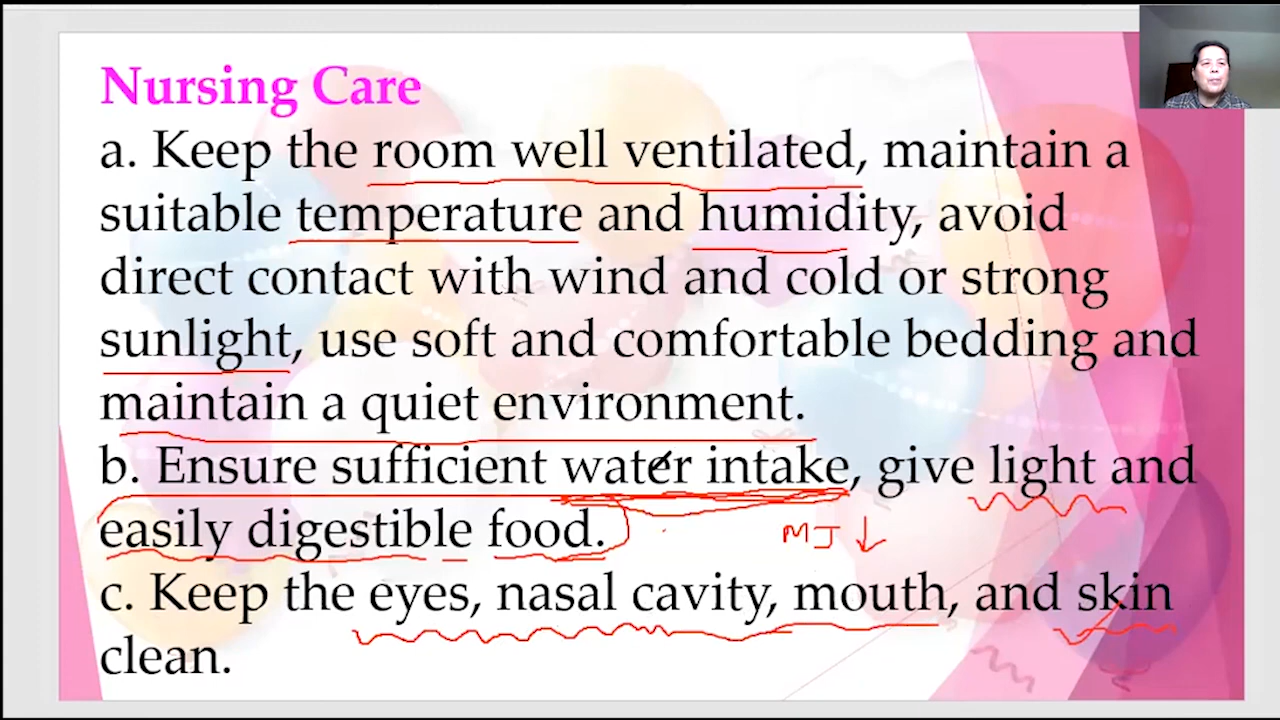 Nursing Care
a. Keep the room well ventilated, maintain a
suitable temperature and humidity, avoid
direct contact with wind and cold or strong
sunlight, use soft and comfortable bedding and
maintain a quiet environment.
b. Ensure sufficient water intake, give light and
easily digestible food.
MJ ↓
c. Keep the eyes, nasal cavity, mouth, and skin
clean.